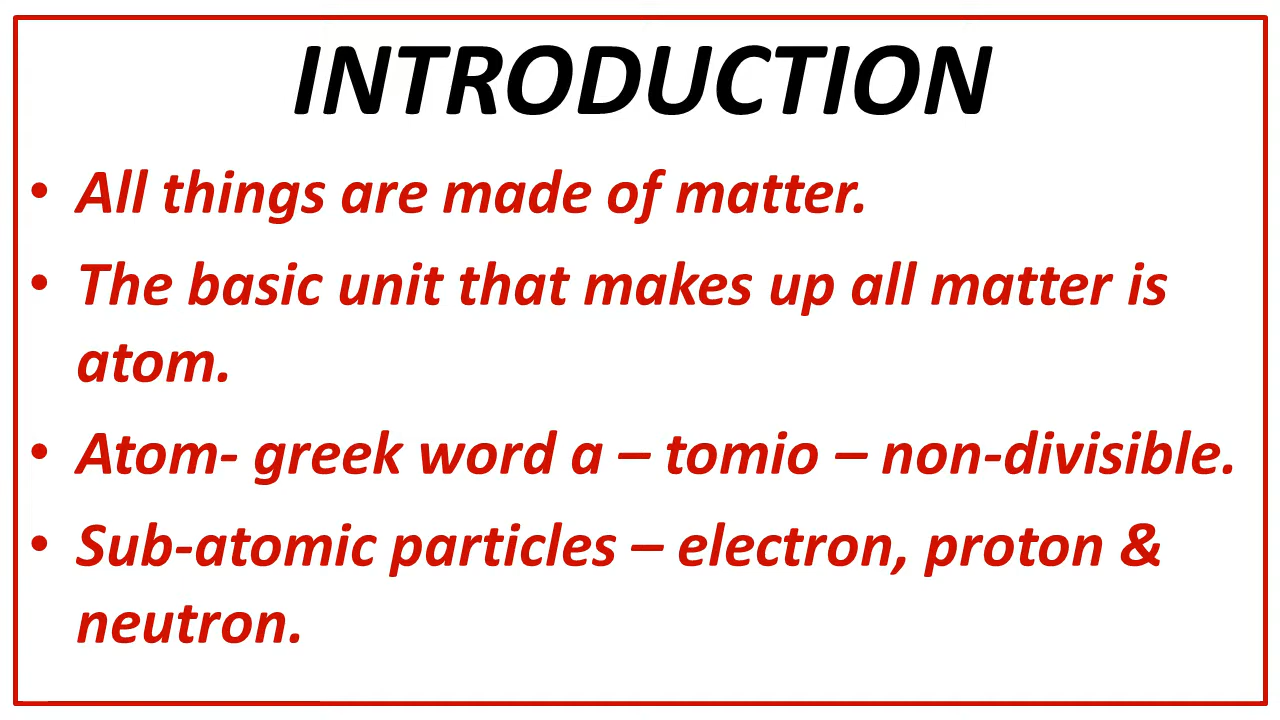 INTRODUCTION
• All things are made of matter.
• The basic unit that makes up all matter is
atom.
• Atom- greek word a – tomio – non-divisible.
• Sub-atomic particles – electron, proton &
neutron.